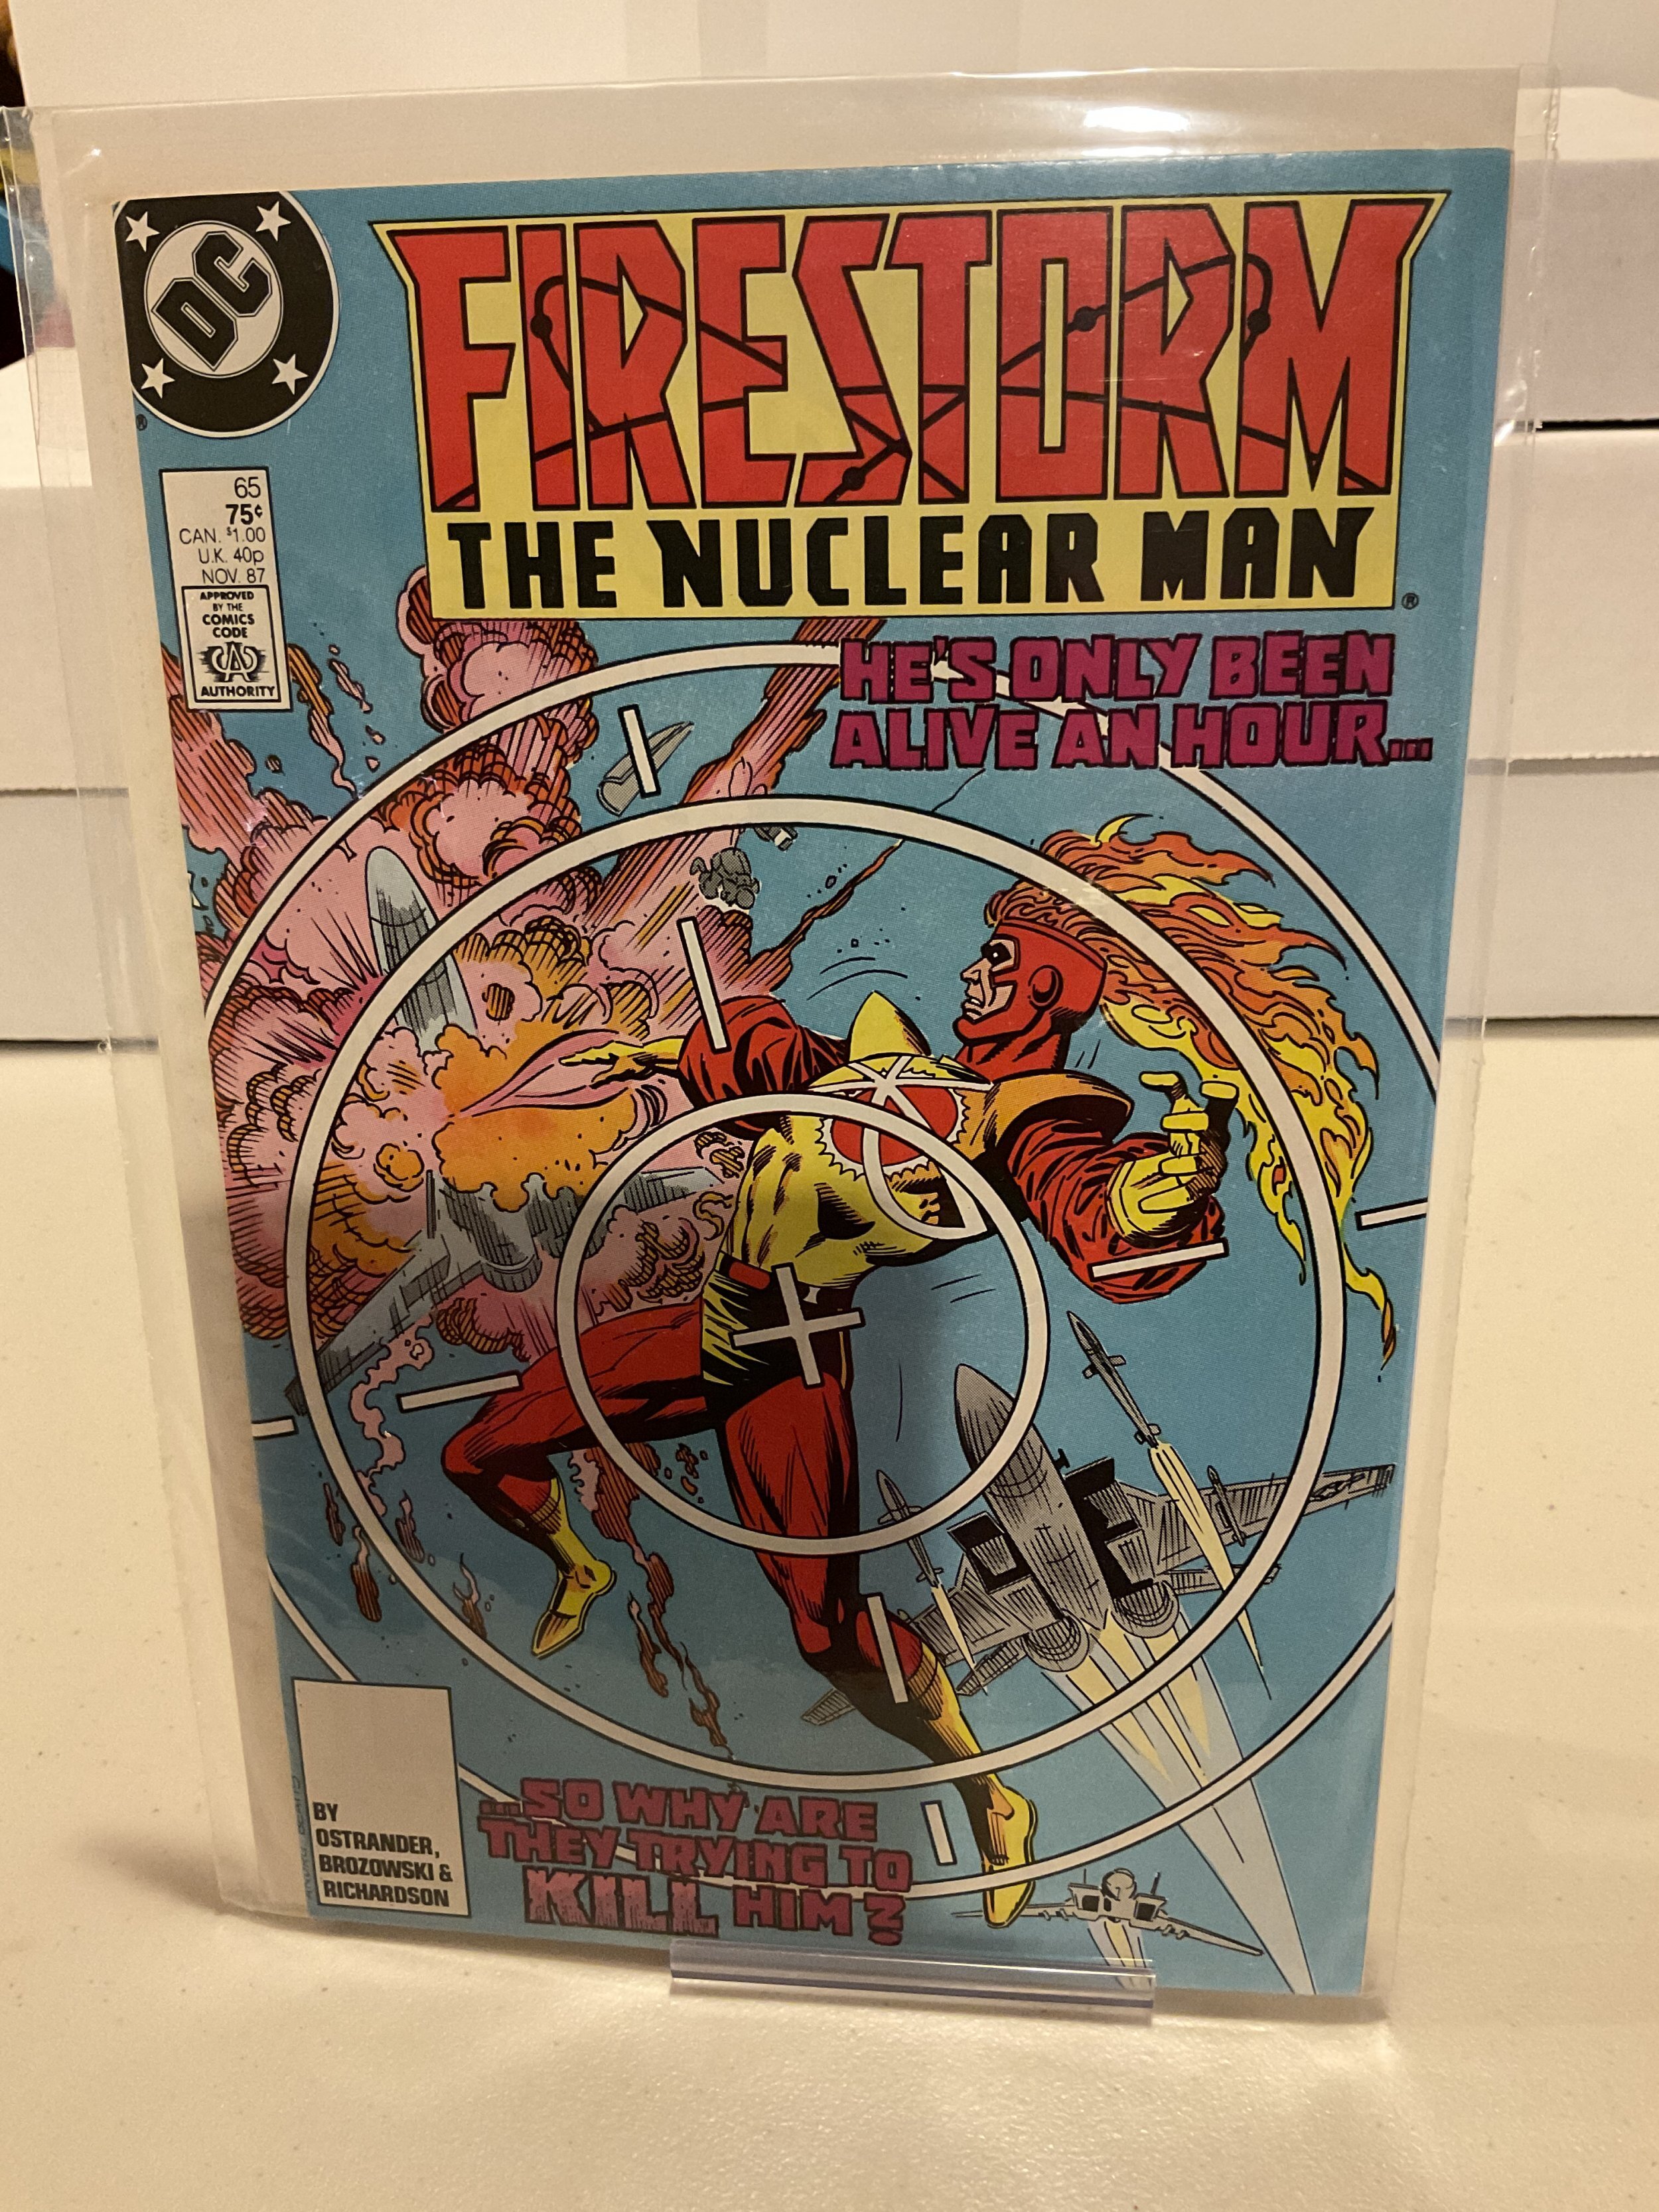 DC
®
FIRESTORM
THE NUCLEAR MAN
®
65
75¢
CAN. $1.00
U.K. 40p
NOV. 87
APPROVED
BY THE
COMICS
CODE
CA
AUTHORITY
HE'S ONLY BEEN
ALIVE AN HOUR...
...SO WHY ARE
THEY TRYING TO
KILL HIM?
BY
OSTRANDER,
BROZOWSKI &
RICHARDSON